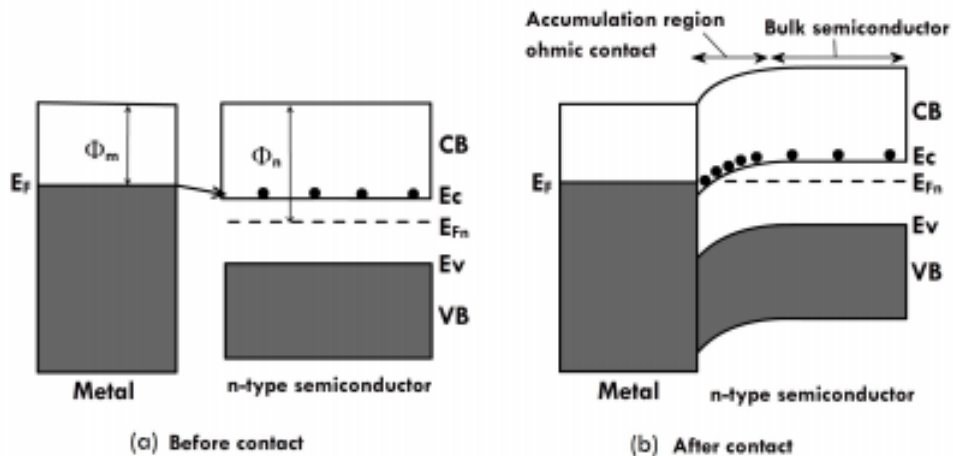 Accumulation region
ohmic contact
Bulk semiconductor
Φm
Φn
CB
EF
Ec
EFn
Ev
VB
Metal
n-type semiconductor
(a) Before contact
CB
EF
Ec
EFn
Ev
VB
Metal
n-type semiconductor
(b) After contact